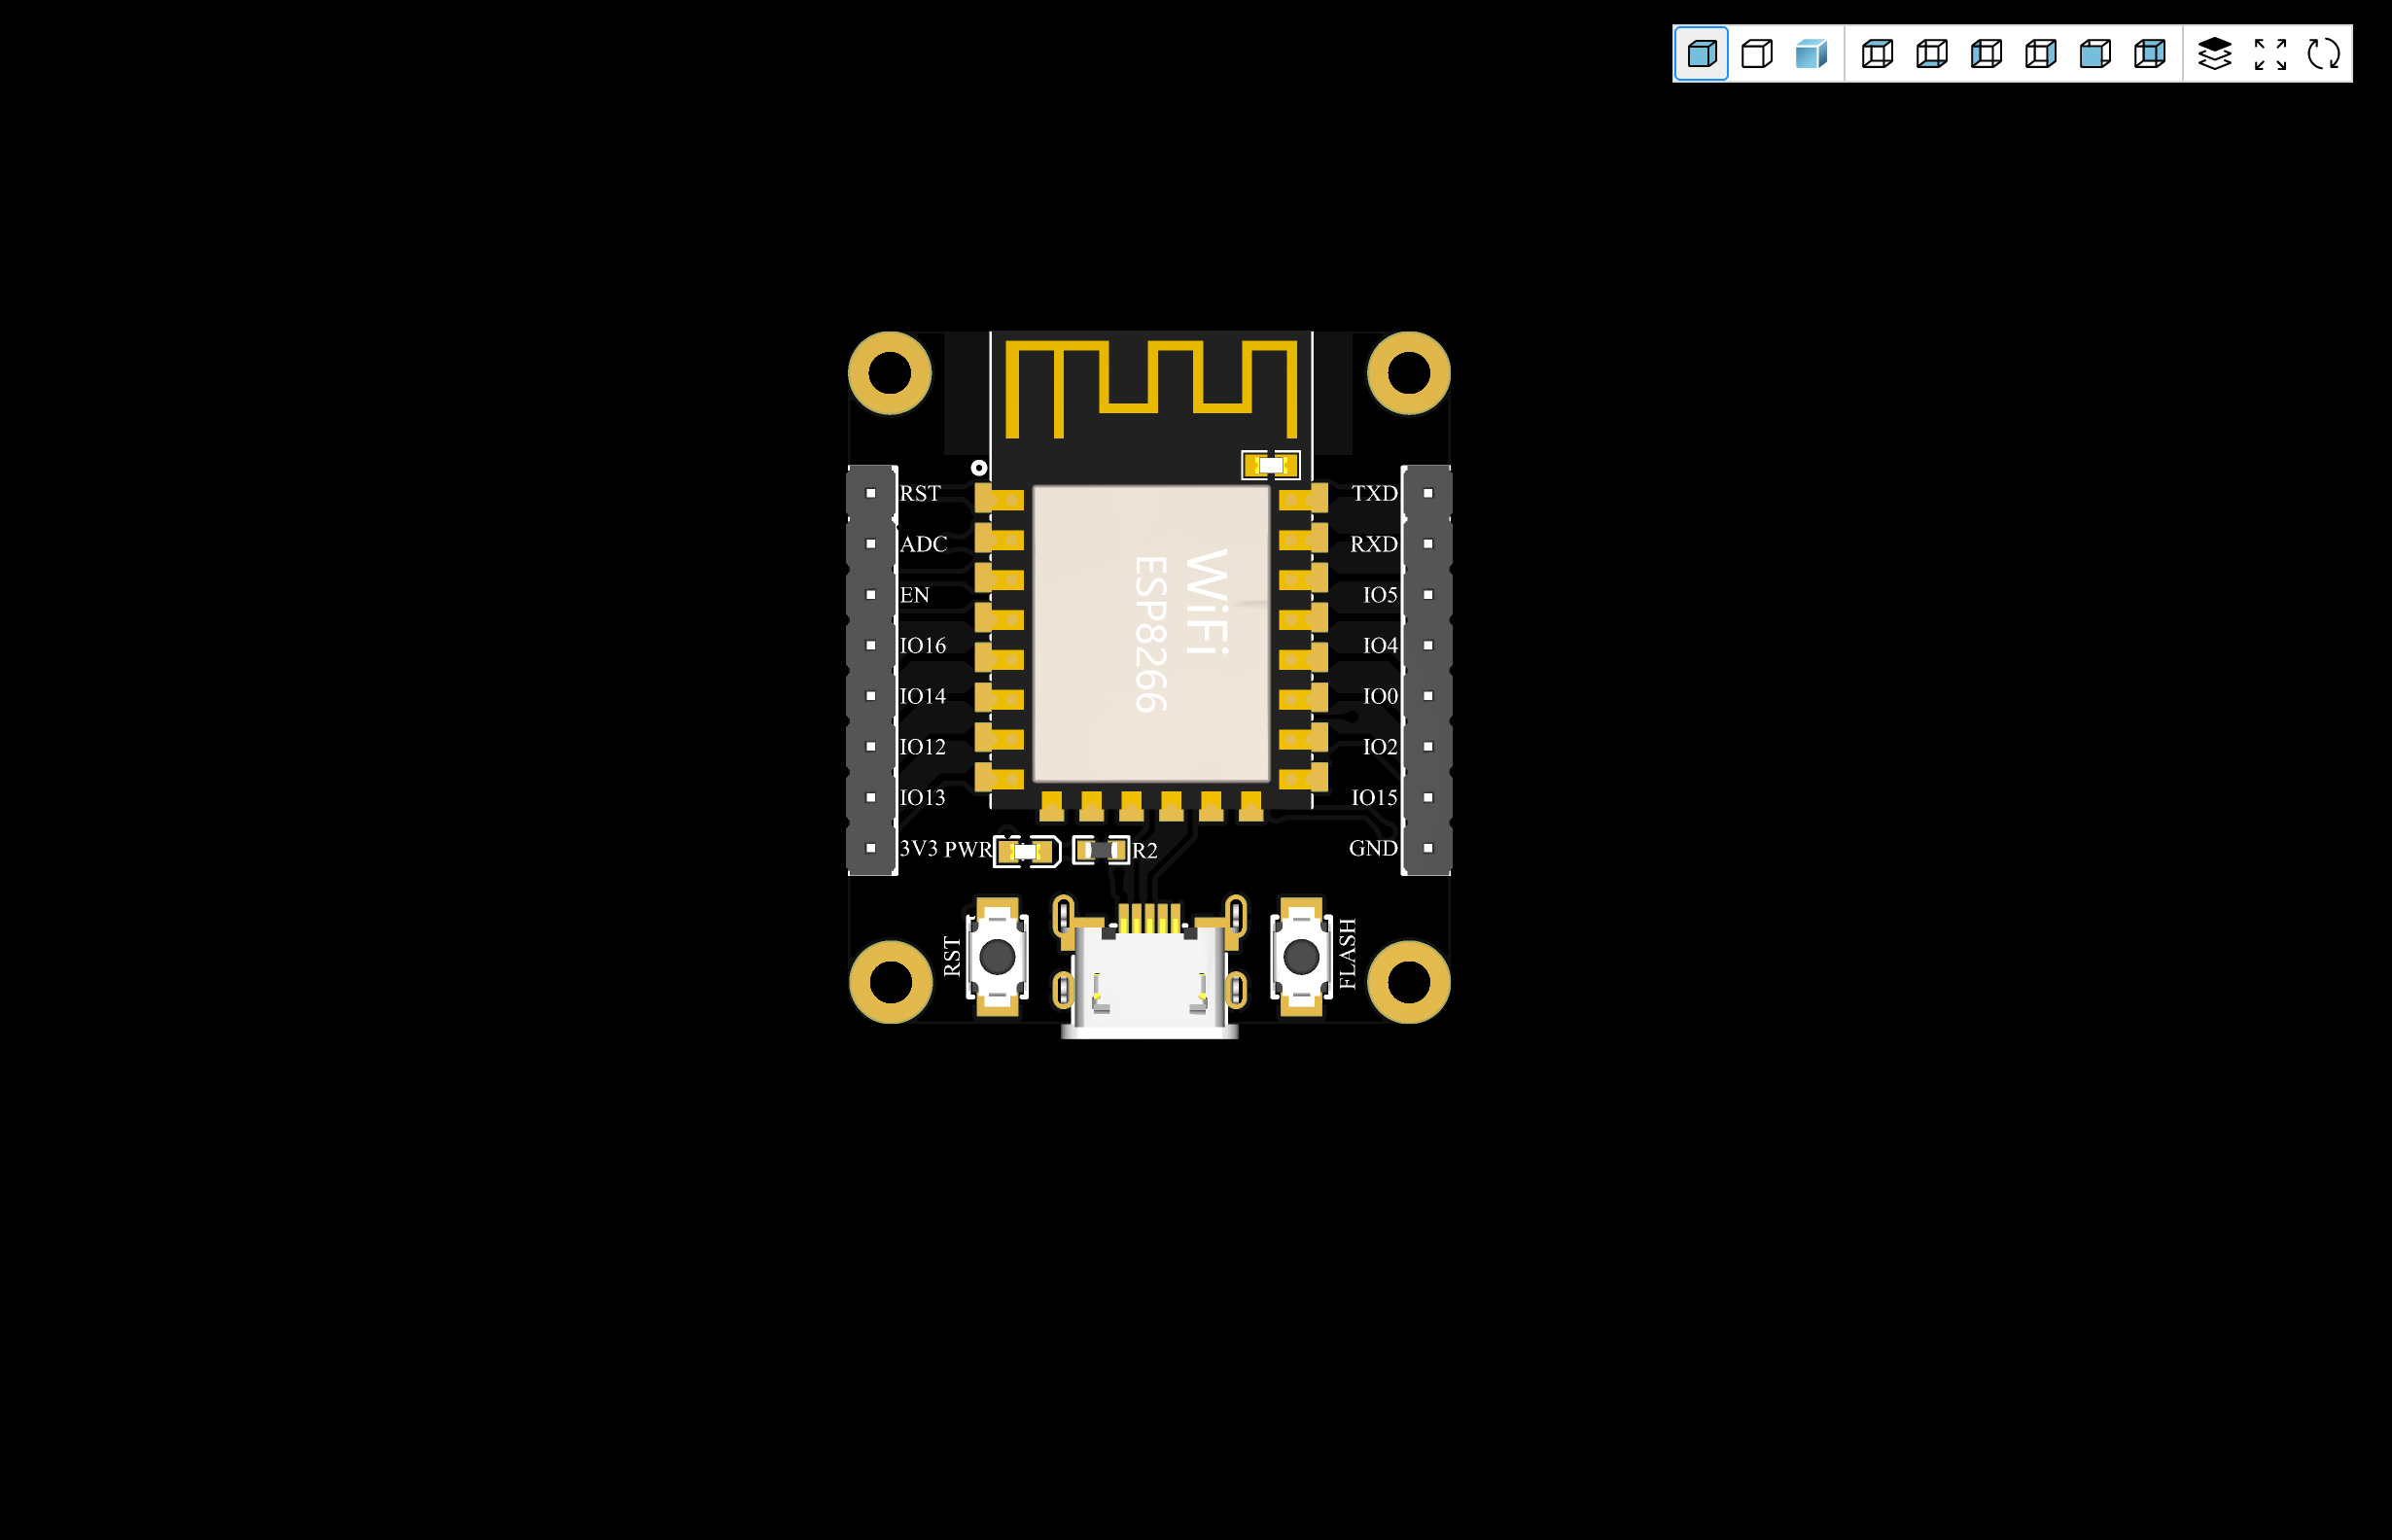 RST
ADC
EN
IO16
IO14
IO12
IO13
3V3
TXD
RXD
IO5
IO4
IO0
IO2
IO15
GND
WiFi
ESP8266
PWR
R2
RST
FLASH